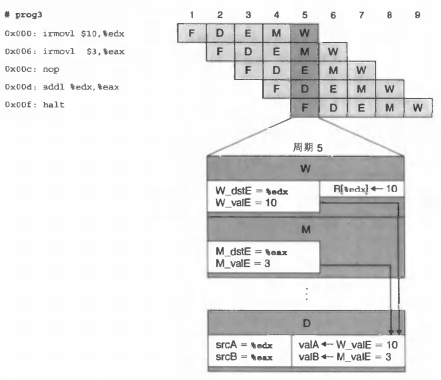 # prog3
1 2 3 4 5 6 7 8 9
0x000: irmovl $10,%edx F D E M W
0x006: irmovl $3,%eax F D E M W
0x00c: nop F D E M W
0x00d: addl %edx,%eax F D E M W
0x00f: halt F D E M W
周期 5
W
W_dstE = %edx
W_valE = 10
R[%edx] ← 10
M
M_dstE = %eax
M_valE = 3
D
srcA = %edx
srcB = %eax
valA ← W_valE = 10
valB ← M_valE = 3